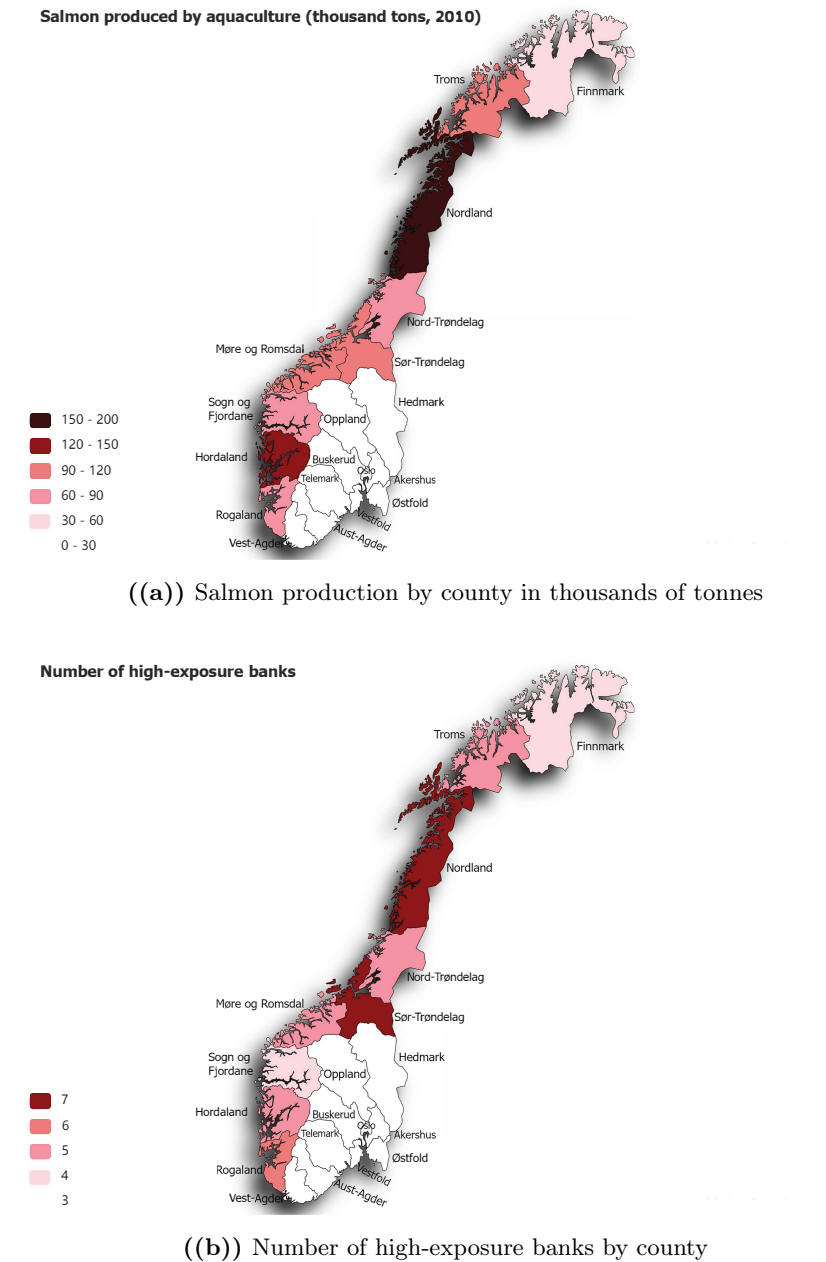 Salmon produced by aquaculture (thousand tons, 2010)
Troms
Finnmark
Nordland
Nord-Trøndelag
Møre og Romsdal
Sør-Trøndelag
Sogn og
Fjordane
Hedmark
Oppland
150 - 200
120 - 150
90 - 120
60 - 90
30 - 60
0 - 30
Hordaland
Buskerud
Oslo
Telemark
Akershus
Østfold
Rogaland
Vestfold
Vest-Agder
Aust-Agder
((a)) Salmon production by county in thousands of tonnes
Number of high-exposure banks
Troms
Finnmark
Nordland
Nord-Trøndelag
Møre og Romsdal
Sør-Trøndelag
Sogn og
Fjordane
Hedmark
Oppland
7
6
5
4
3
Hordaland
Buskerud
Oslo
Telemark
Akershus
Østfold
Rogaland
Vestfold
Vest-Agder
Aust-Agder
((b)) Number of high-exposure banks by county